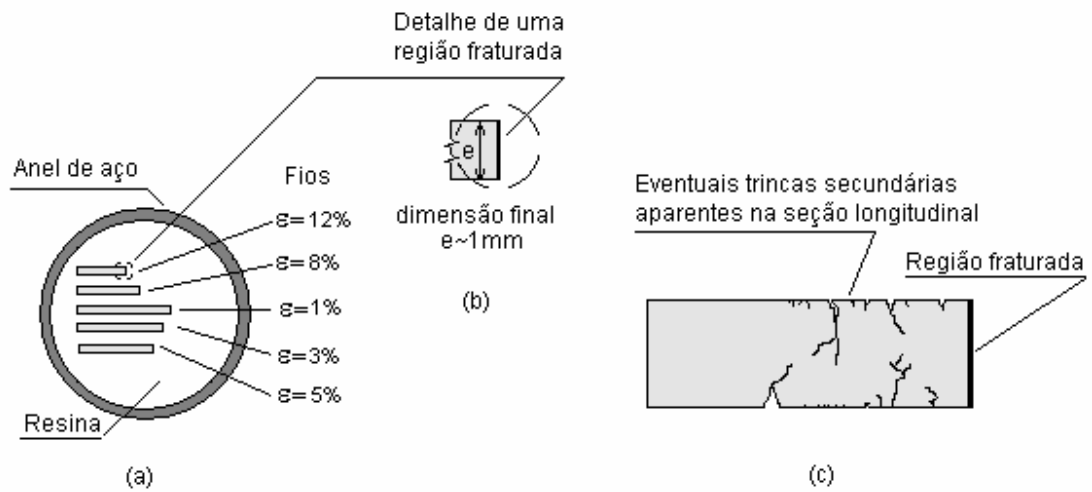 Detalhe de uma
região fraturada
Anel de aço
Fios
ε=12%
ε=8%
ε=1%
ε=3%
ε=5%
Resina
(a)
e
dimensão final
e~1mm
(b)
Eventuais trincas secundárias
aparentes na seção longitudinal
Região fraturada
(c)